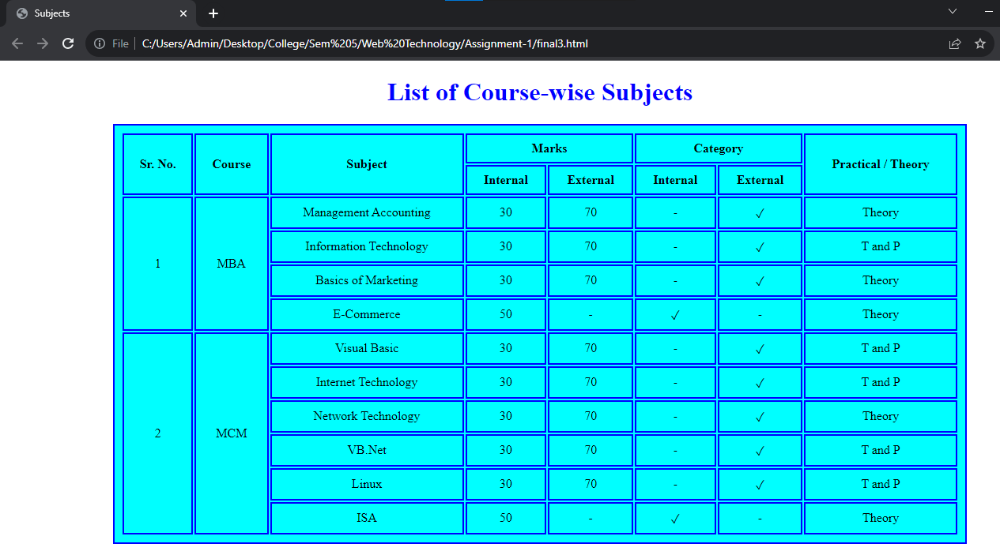 Subjects
File C:/Users/Admin/Desktop/College/Sem%205/Web%20Technology/Assignment-1/final3.html
List of Course-wise Subjects
Sr. No. Course Subject Marks Category Practical / Theory
Internal External Internal External
1 MBA Management Accounting 30 70 - ✓ Theory
Information Technology 30 70 - ✓ T and P
Basics of Marketing 30 70 - ✓ Theory
E-Commerce 50 - ✓ - Theory
2 MCM Visual Basic 30 70 - ✓ T and P
Internet Technology 30 70 - ✓ T and P
Network Technology 30 70 - ✓ Theory
VB.Net 30 70 - ✓ T and P
Linux 30 70 - ✓ T and P
ISA 50 - ✓ - Theory